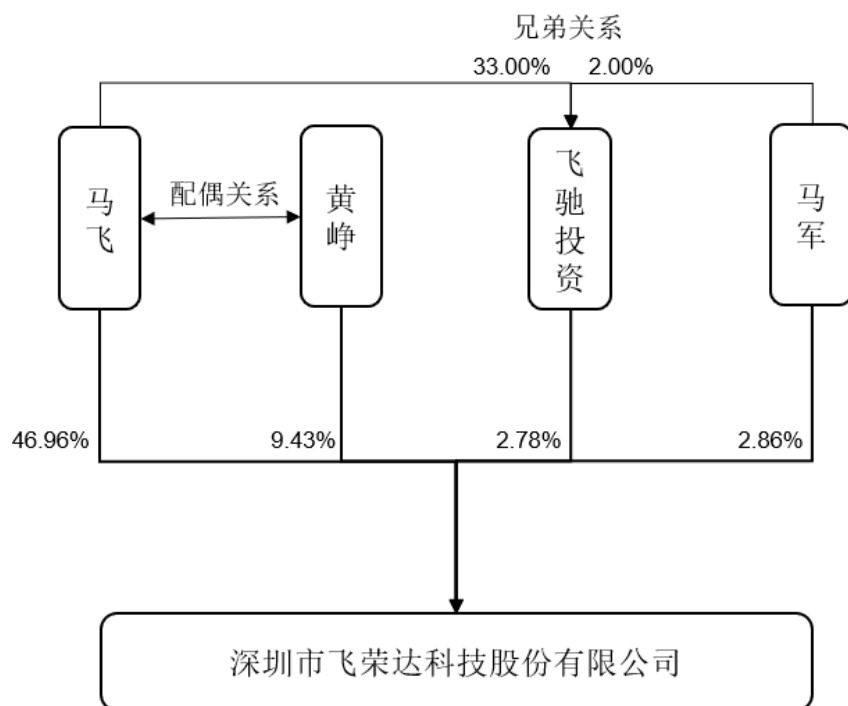 兄弟关系
33.00% 2.00%
马飞
配偶关系
黄峥
飞驰投资
马军
46.96% 9.43% 2.78% 2.86%
深圳市飞荣达科技股份有限公司